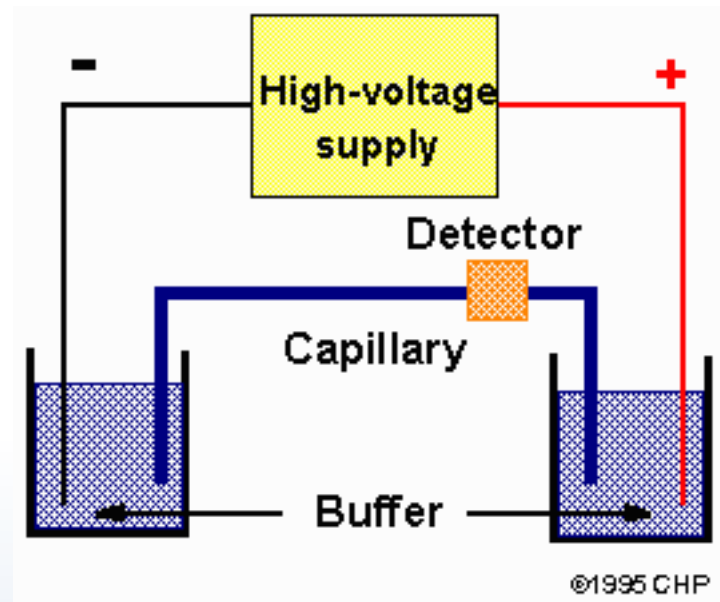 -
+
High-voltage
supply
Detector
Capillary
Buffer
©1995 CHP